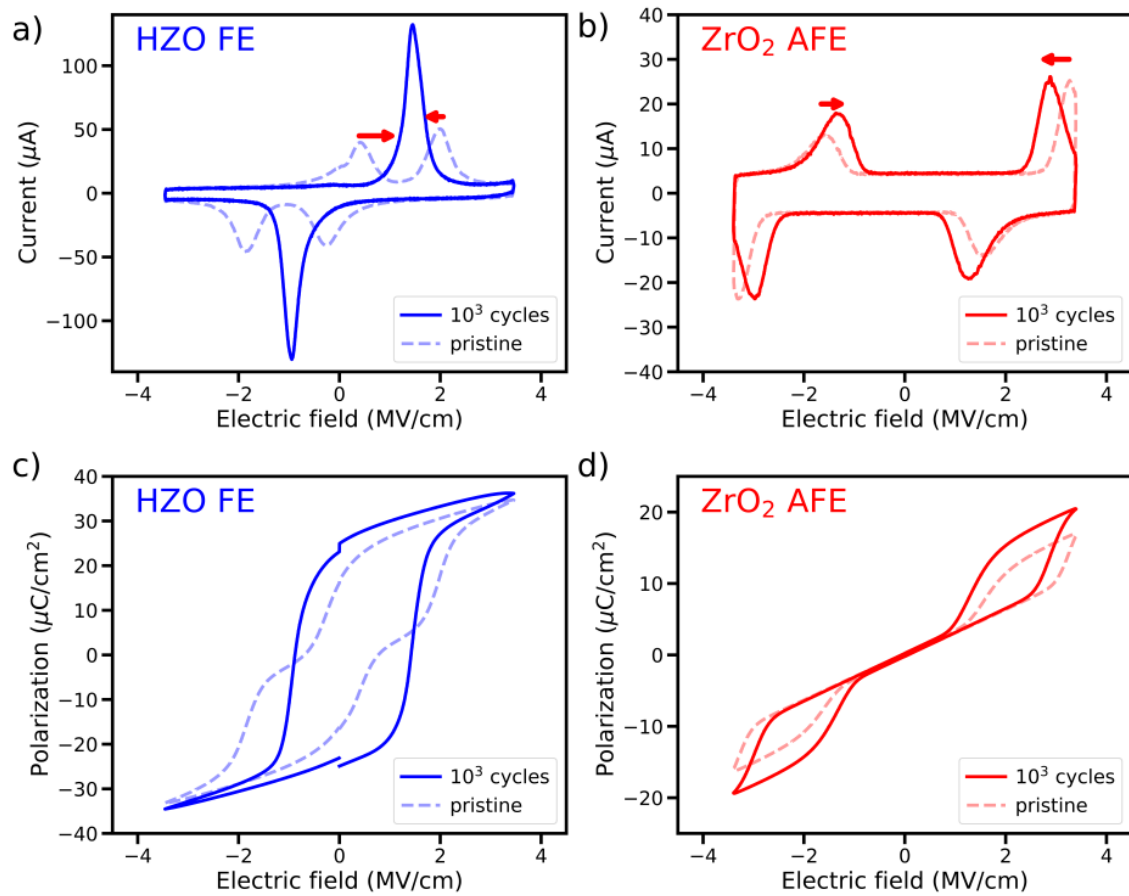 a)
HZO FE
100
50
0
−50
−100
Current (μA)
−4
−2
0
2
4
Electric field (MV/cm)
10³ cycles
pristine
b)
ZrO₂ AFE
40
30
20
10
0
−10
−20
−30
−40
Current (μA)
−4
−2
0
2
4
Electric field (MV/cm)
10³ cycles
pristine
c)
HZO FE
40
30
20
10
0
−10
−20
−30
−40
Polarization (μC/cm²)
−4
−2
0
2
4
Electric field (MV/cm)
10³ cycles
pristine
d)
ZrO₂ AFE
20
10
0
−10
−20
Polarization (μC/cm²)
−4
−2
0
2
4
Electric field (MV/cm)
10³ cycles
pristine